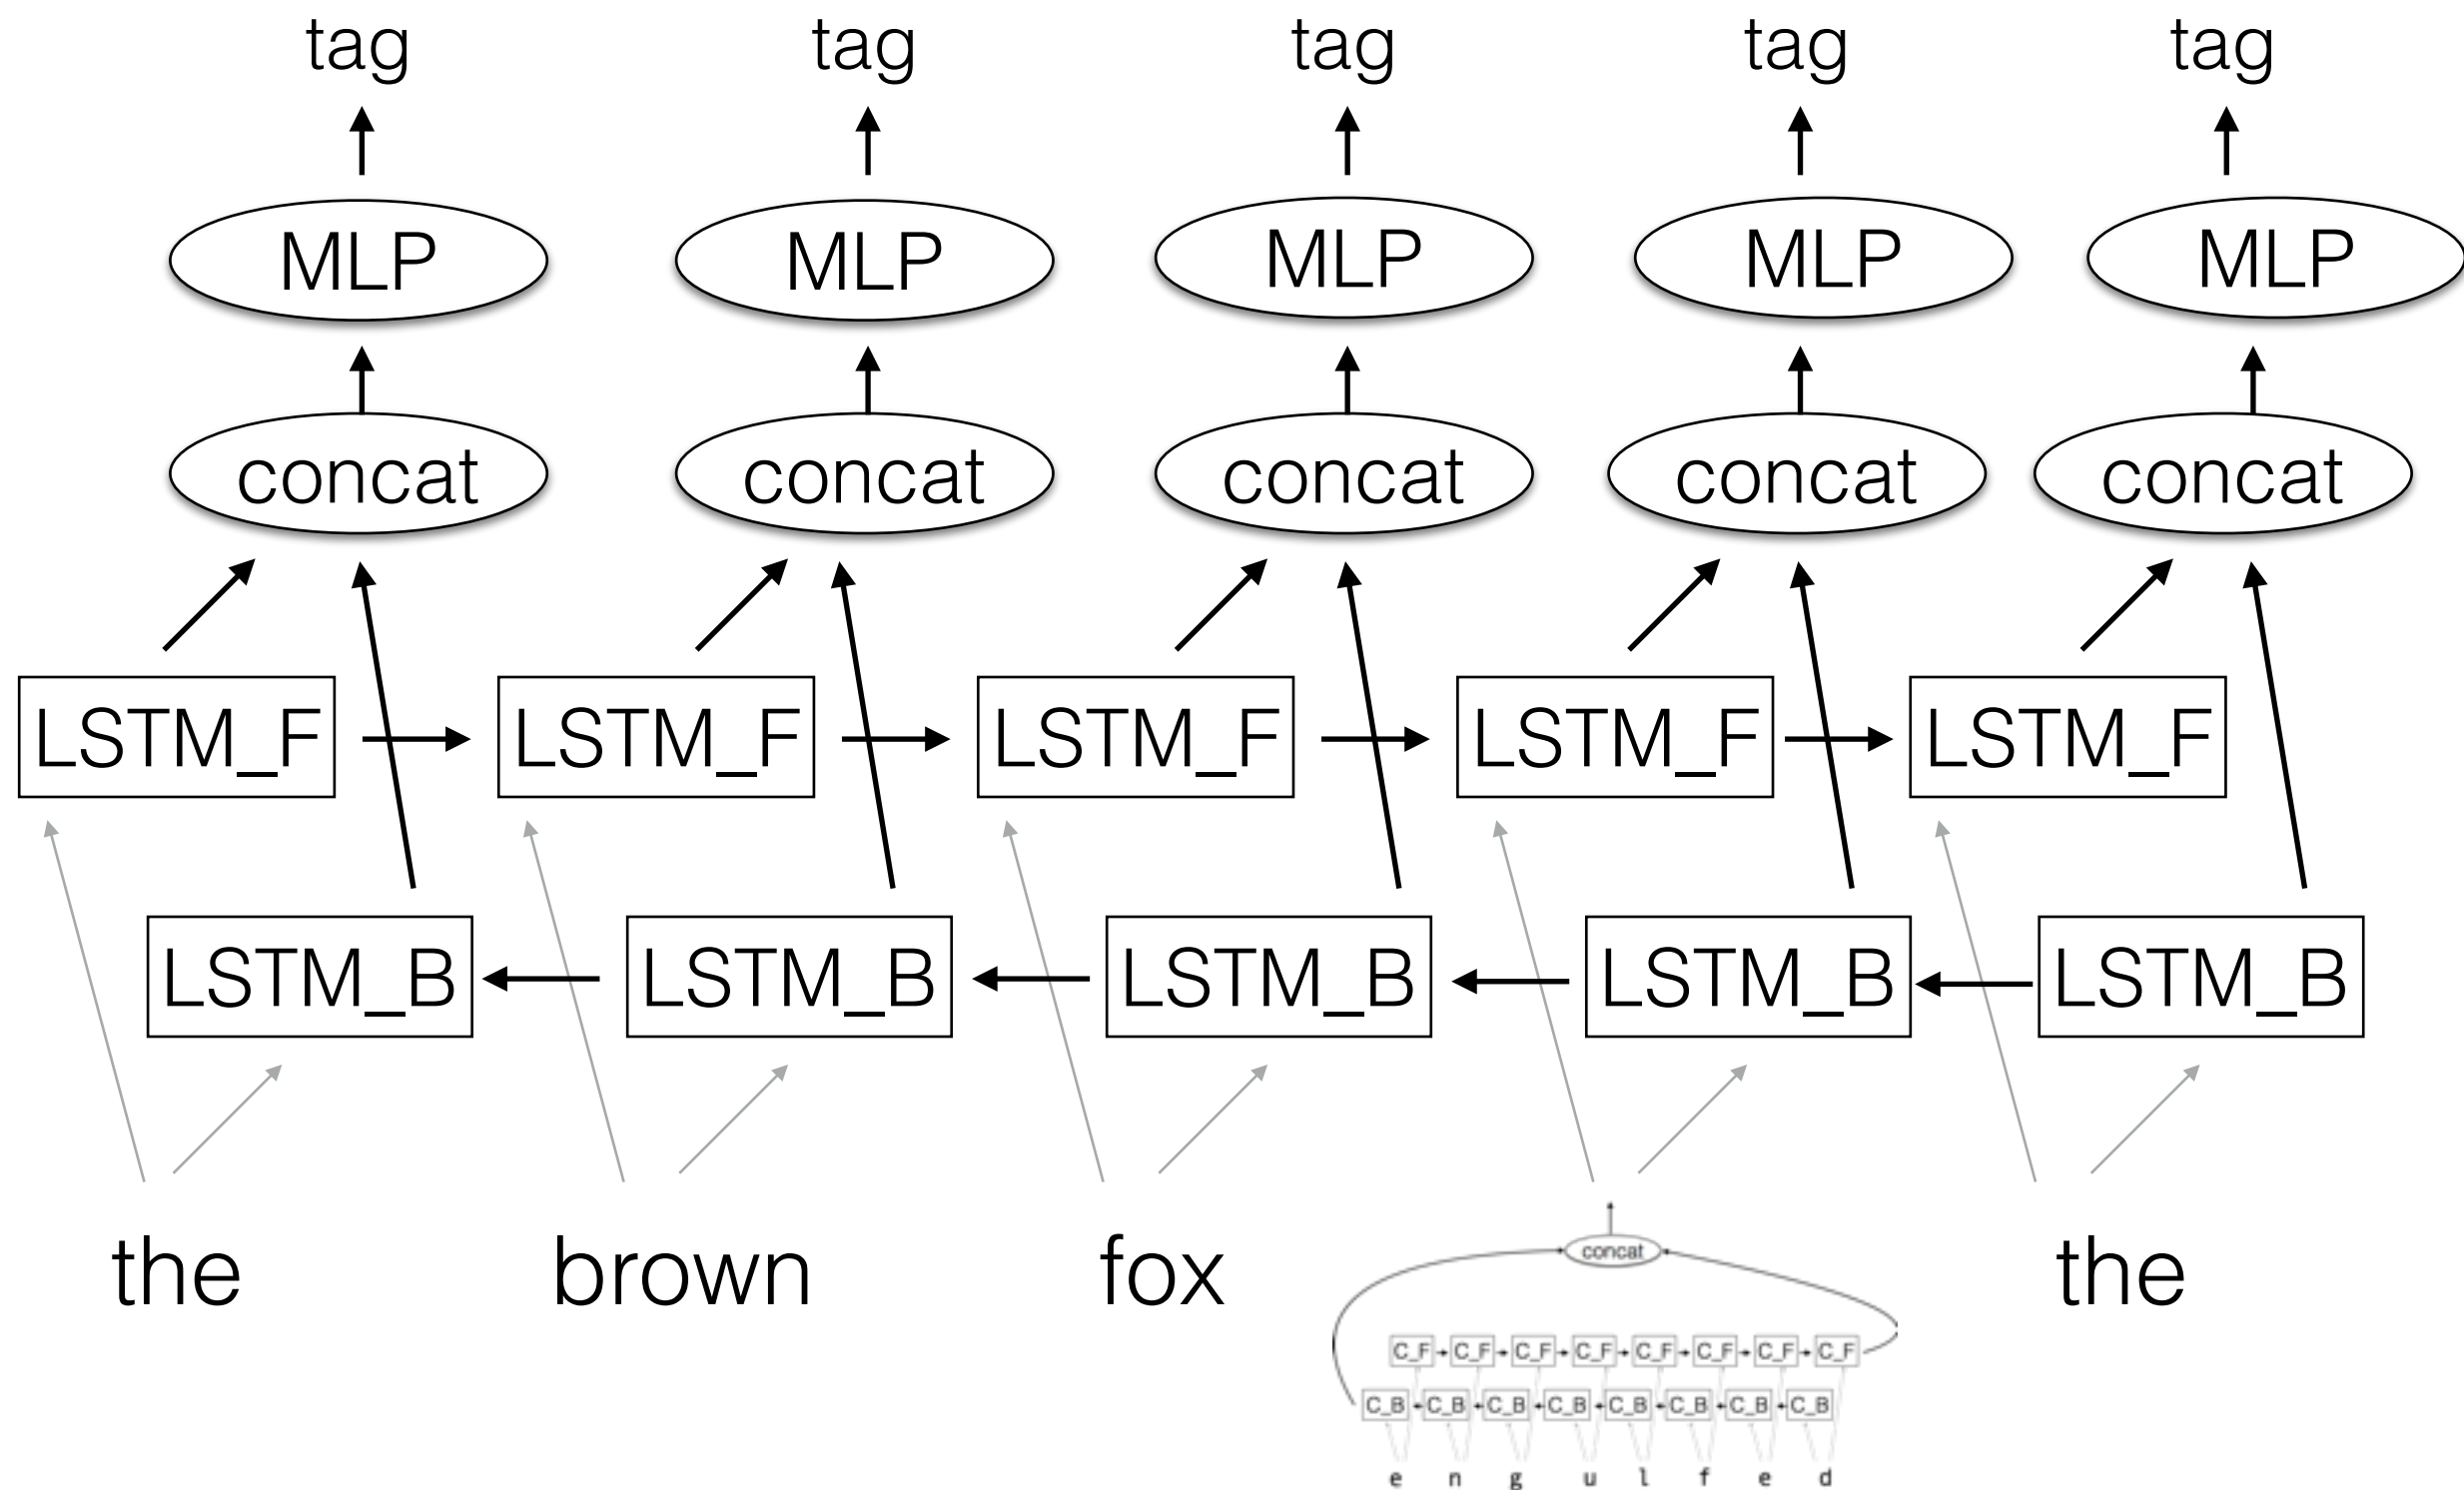 tag tag tag tag tag
MLP MLP MLP MLP MLP
concat concat concat concat concat
LSTM_F LSTM_F LSTM_F LSTM_F LSTM_F
LSTM_B LSTM_B LSTM_B LSTM_B LSTM_B
the brown fox the
concat
C_F C_F C_F C_F C_F C_F C_F C_F
C_B C_B C_B C_B C_B C_B C_B C_B
e n g u l f e d